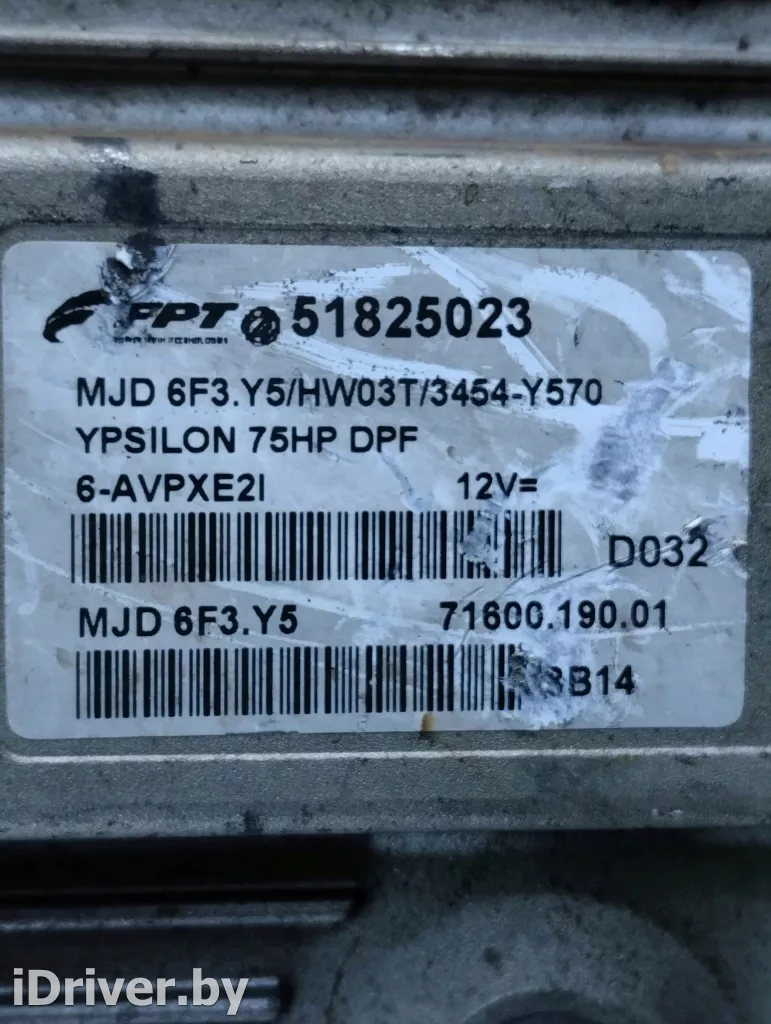 FPT 51825023
MJD 6F3.Y5/HW03T/3454-Y570
YPSILON 75HP DPF
6-AVPXE2I 12V=
D032
MJD 6F3.Y5 71600.190.01
B14
iDriver.by